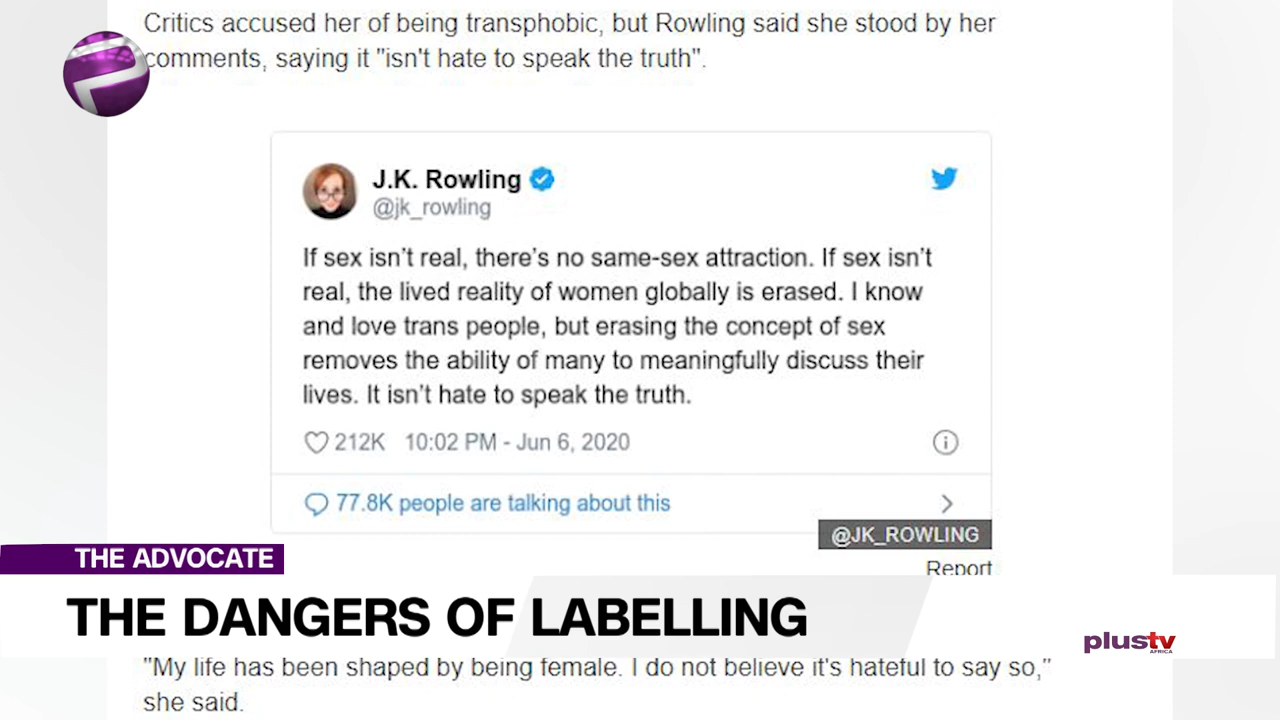 Critics accused her of being transphobic, but Rowling said she stood by her
comments, saying it "isn't hate to speak the truth".
J.K. Rowling
@jk_rowling
If sex isn't real, there's no same-sex attraction. If sex isn't
real, the lived reality of women globally is erased. I know
and love trans people, but erasing the concept of sex
removes the ability of many to meaningfully discuss their
lives. It isn't hate to speak the truth.
212K 10:02 PM - Jun 6, 2020
77.8K people are talking about this
@JK_ROWLING
Report
THE ADVOCATE
THE DANGERS OF LABELLING
plustv
AFRICA
"My life has been shaped by being female. I do not believe it's hateful to say so,"
she said.